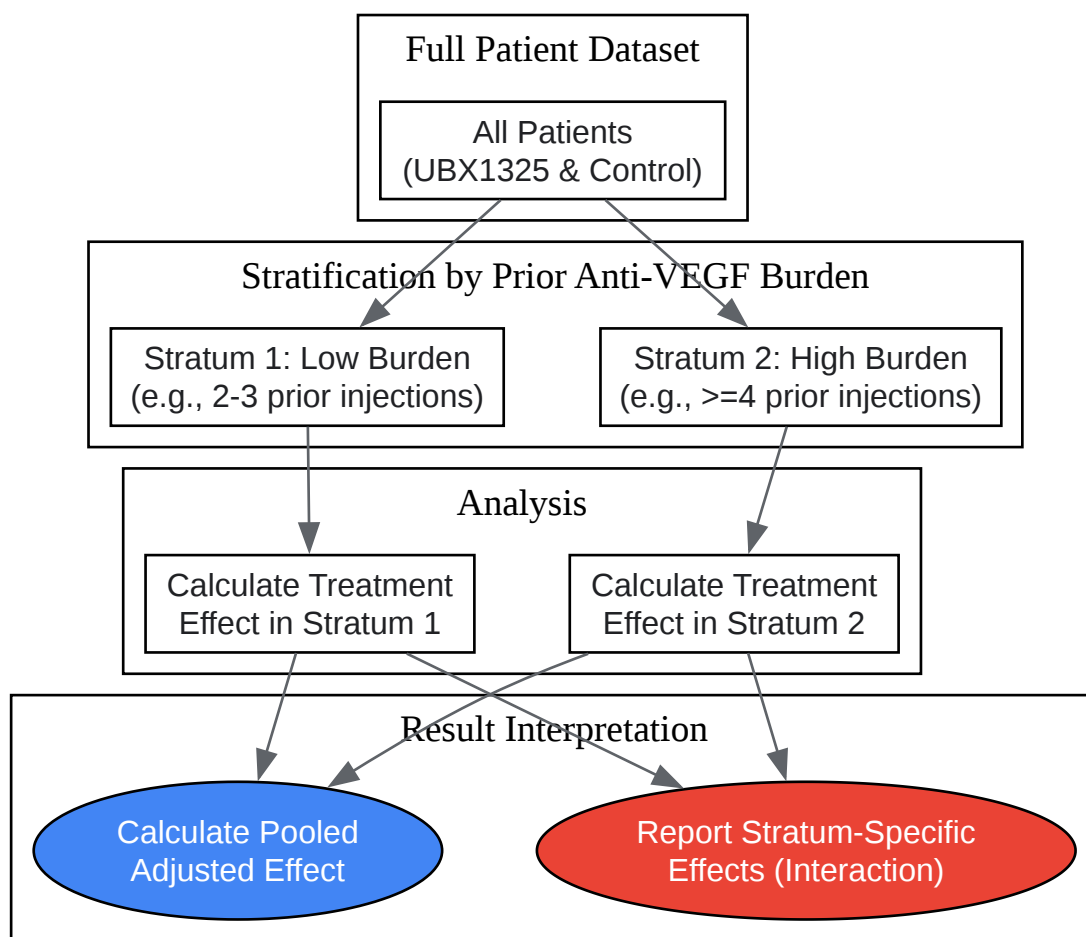 Full Patient Dataset
All Patients
(UBX1325 & Control)
Stratification by Prior Anti-VEGF Burden
Stratum 1: Low Burden
(e.g., 2-3 prior injections)
Stratum 2: High Burden
(e.g., >=4 prior injections)
Analysis
Calculate Treatment
Effect in Stratum 1
Calculate Treatment
Effect in Stratum 2
Result Interpretation
Calculate Pooled
Adjusted Effect
Report Stratum-Specific
Effects (Interaction)